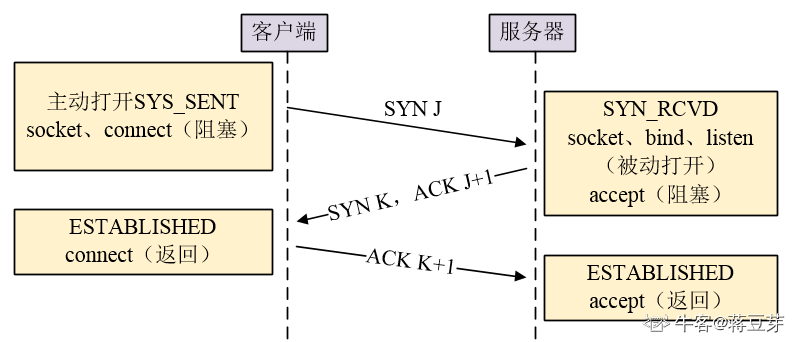 客户端
服务器
主动打开SYS_SENT
socket、connect（阻塞）
SYN J
SYN_RCVD
socket、bind、listen
（被动打开）
accept（阻塞）
SYN K，ACK J+1
ESTABLISHED
connect（返回）
ACK K+1
ESTABLISHED
accept（返回）
牛客@蒋豆芽